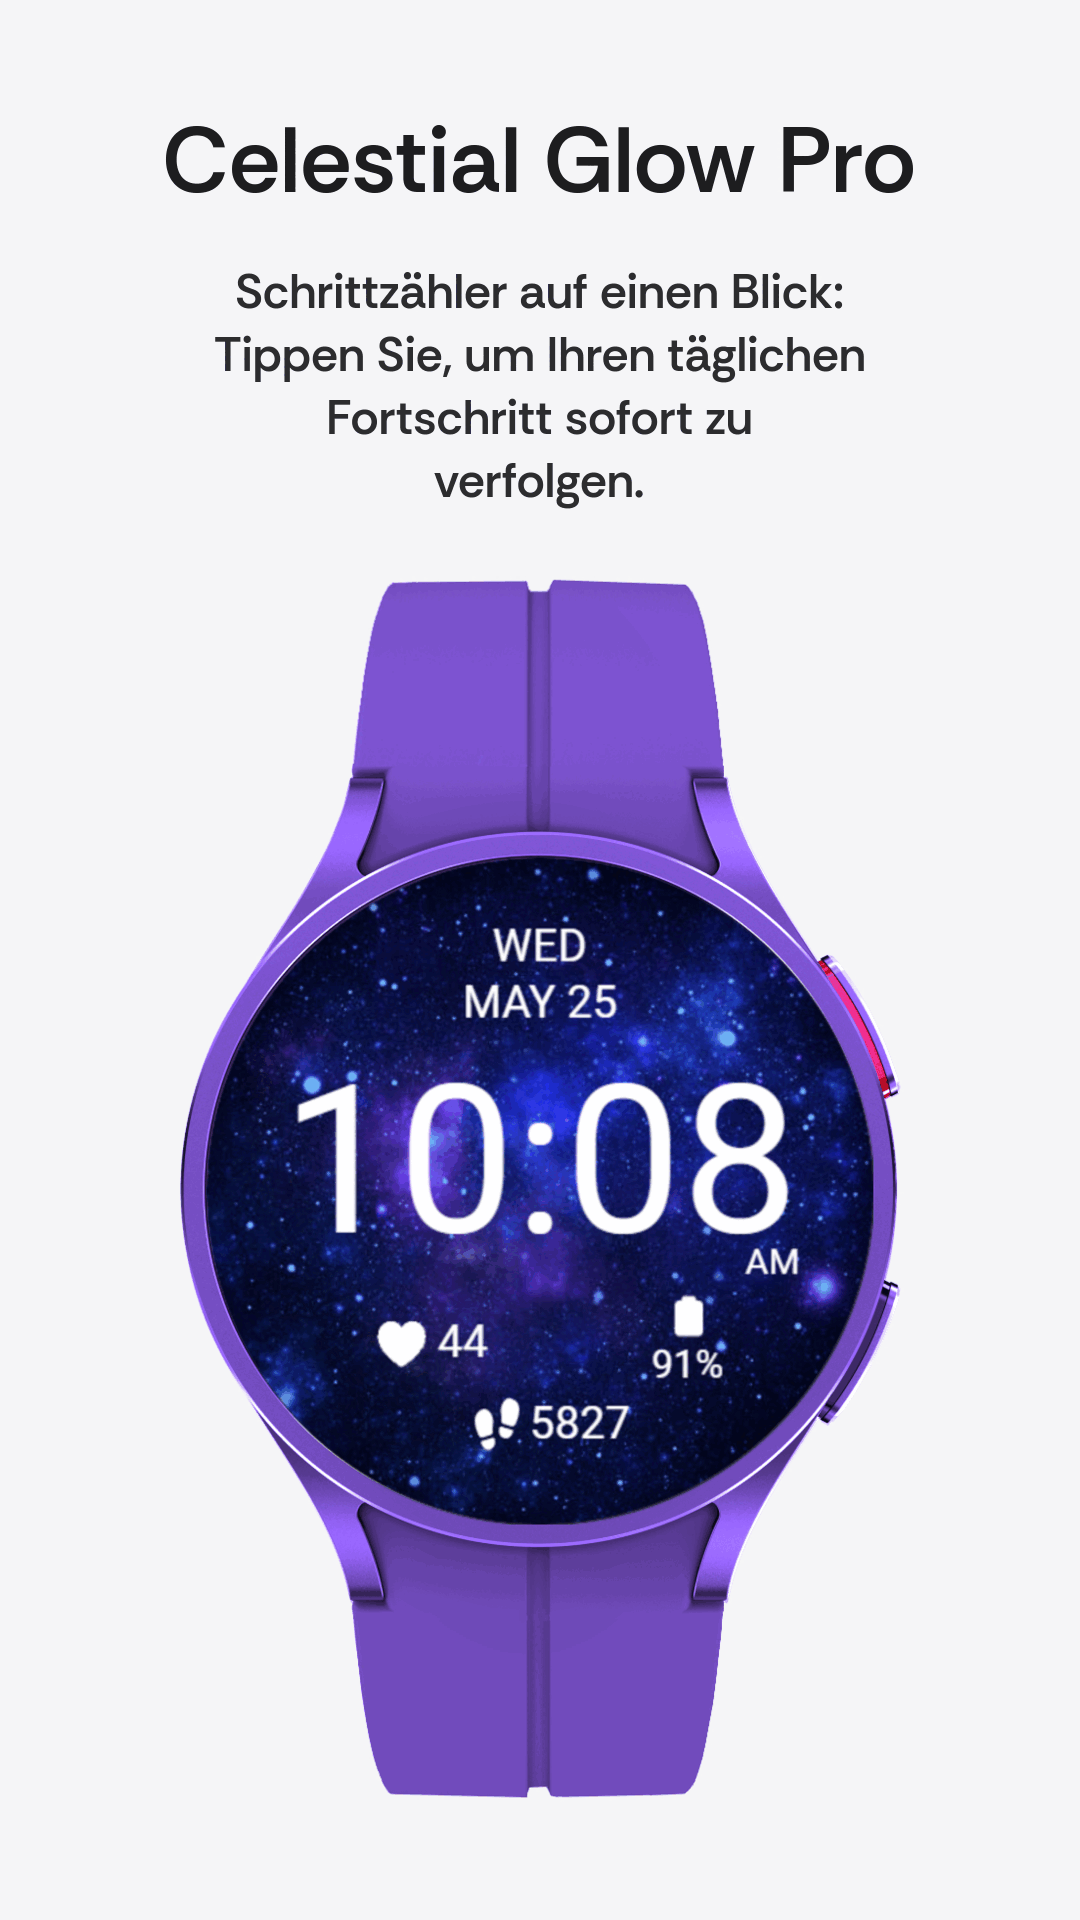 Celestial Glow Pro
Schrittzähler auf einen Blick:
Tippen Sie, um Ihren täglichen
Fortschritt sofort zu
verfolgen.
WED
MAY 25
10:08
AM
44
91%
5827